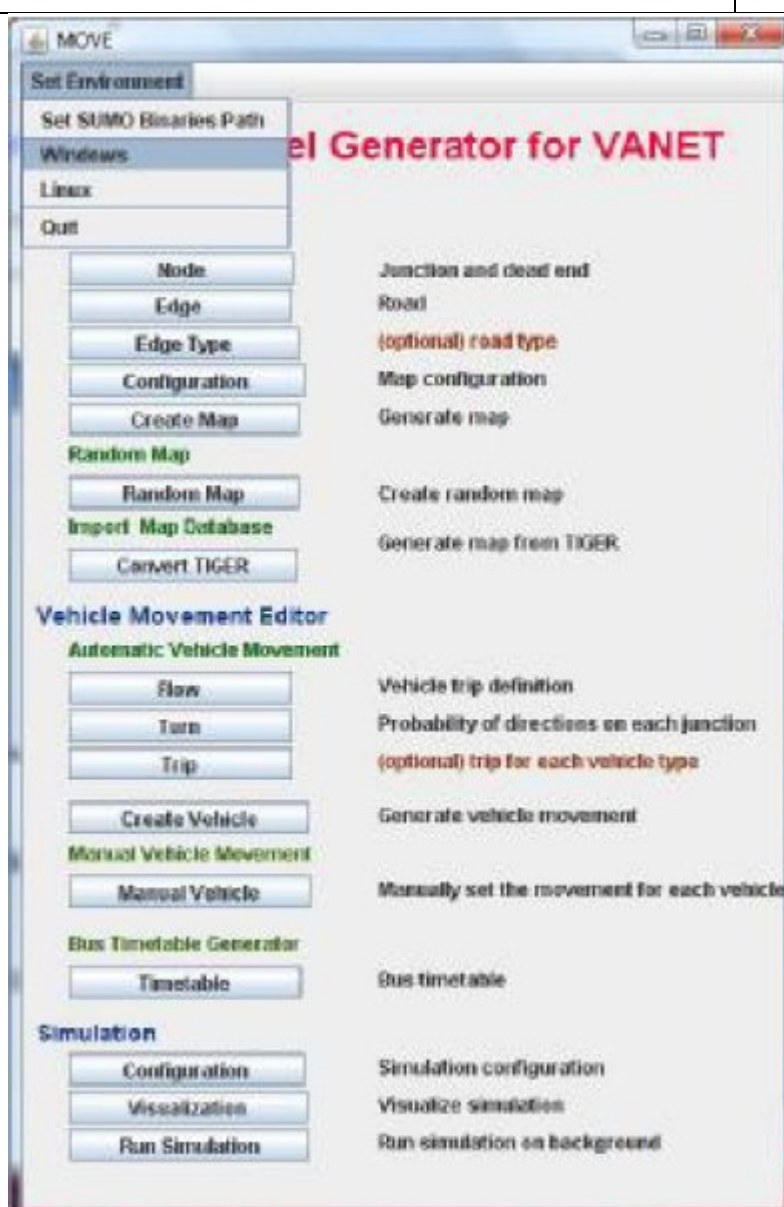 MOVE
Set Environment
Set SUMO Binaries Path
Windows
Linux
Quit
el Generator for VANET
Node Junction and dead end
Edge Road
Edge Type (optional) road type
Configuration Map configuration
Create Map Generate map
Random Map
Random Map Create random map
Import Map Database
Convert TIGER Generate map from TIGER
Vehicle Movement Editor
Automatic Vehicle Movement
Flow Vehicle trip definition
Turn Probability of directions on each junction
Trip (optional) trip for each vehicle type
Create Vehicle Generate vehicle movement
Manual Vehicle Movement
Manual Vehicle Manually set the movement for each vehicle
Bus Timetable Generator
Timetable Bus timetable
Simulation
Configuration Simulation configuration
Visualization Visualize simulation
Run Simulation Run simulation on background